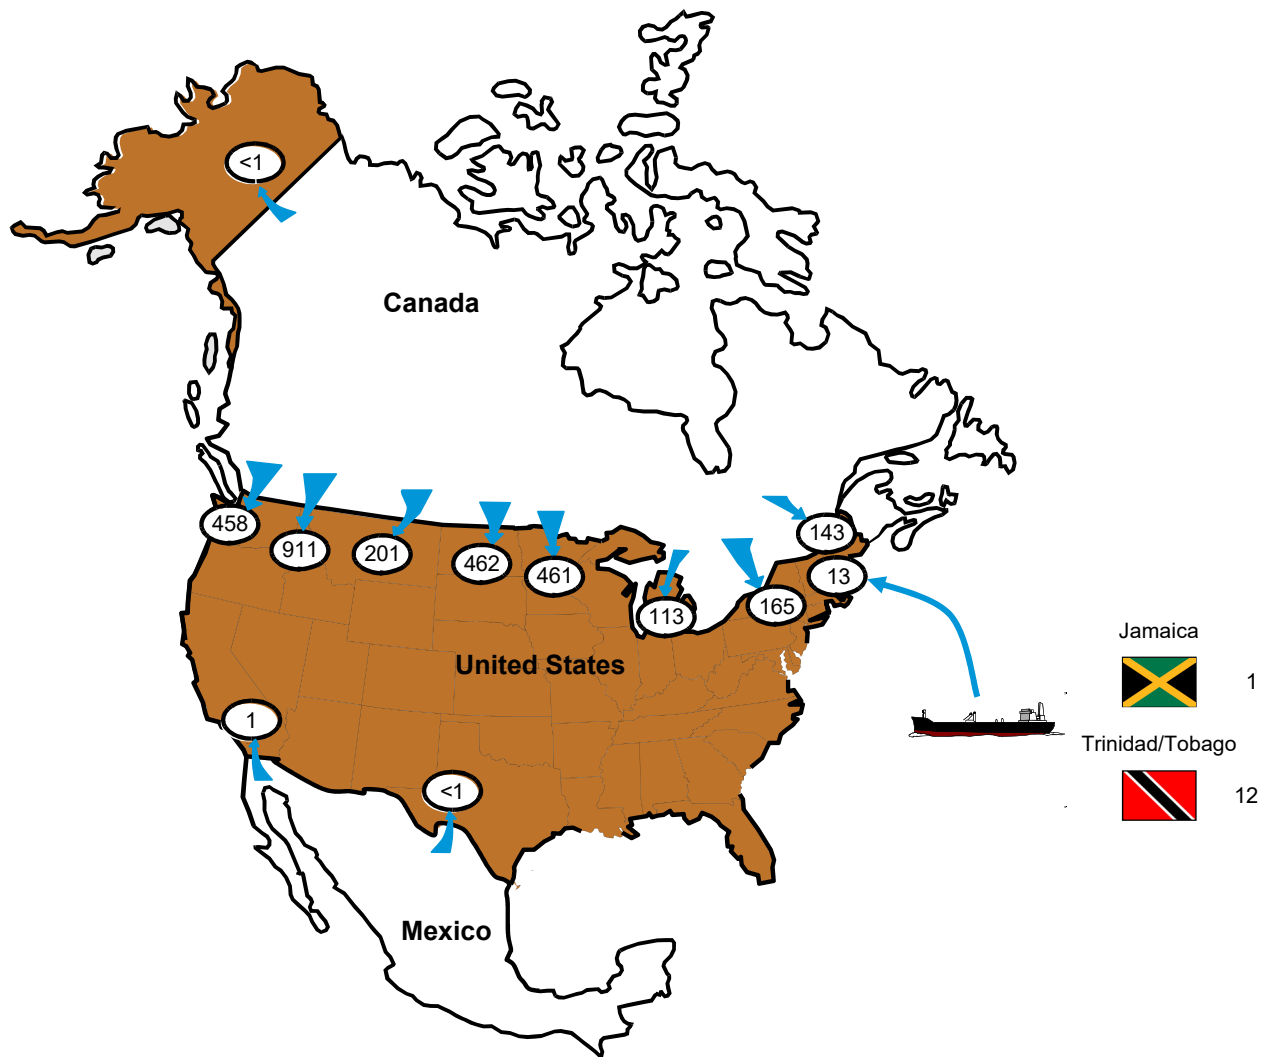 <1
Canada
458
911
201
462
461
113
165
143
13
United States
Jamaica
1
Trinidad/Tobago
12
1
<1
Mexico